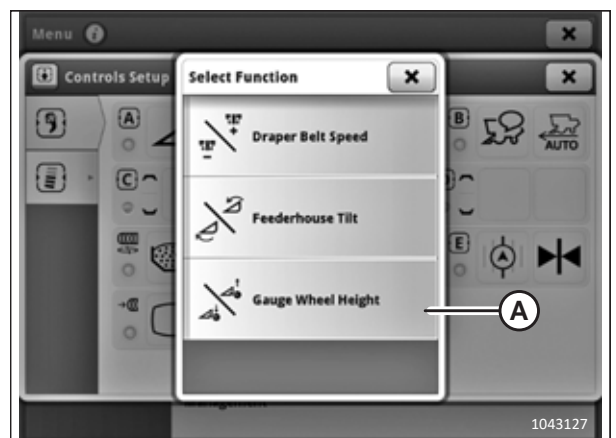 Menu i
Controls Setup
Select Function
A
B
Draper Belt Speed
AUTO
C
Feederhouse Tilt
E
Gauge Wheel Height
A
1043127